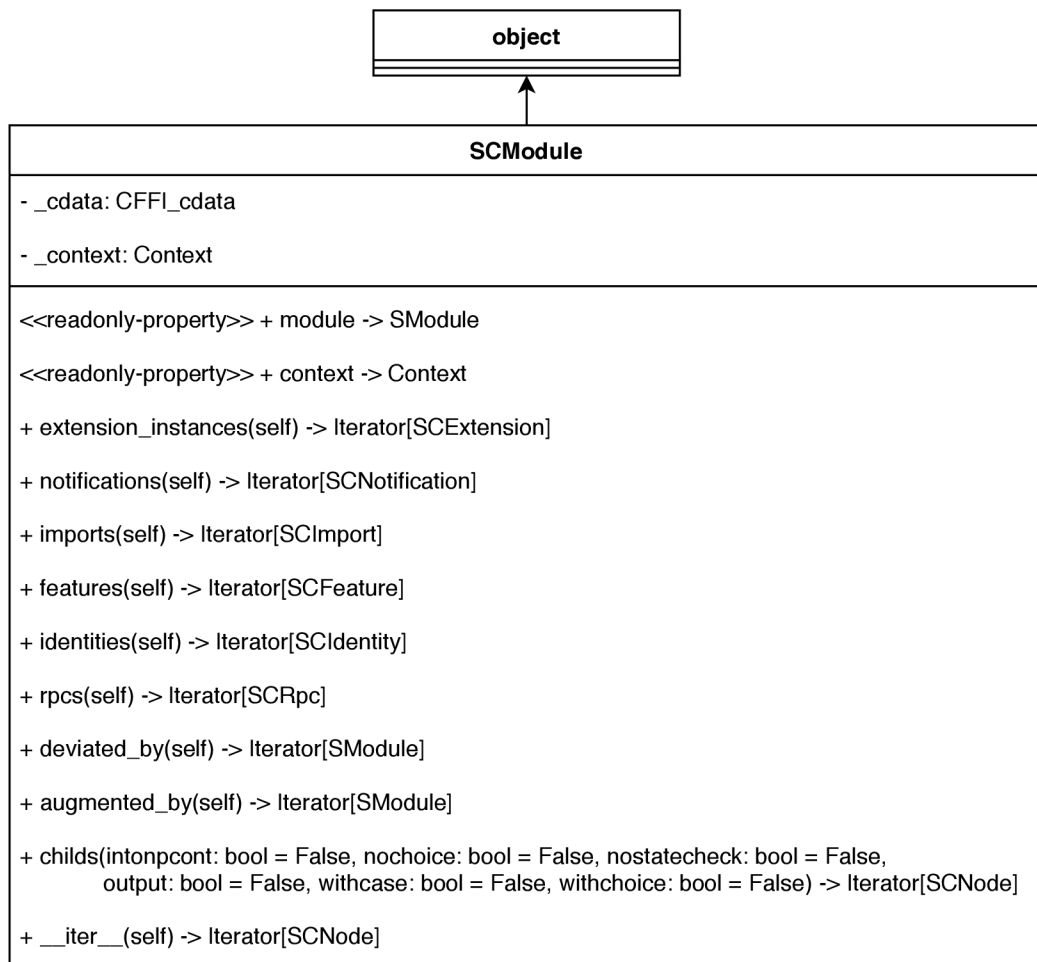 object
SCModule
- _cdata: CFFI_cdata
- _context: Context
<<readonly-property>> + module -> SModule
<<readonly-property>> + context -> Context
+ extension_instances(self) -> Iterator[SCExtension]
+ notifications(self) -> Iterator[SCNotification]
+ imports(self) -> Iterator[SCImport]
+ features(self) -> Iterator[SCFeature]
+ identities(self) -> Iterator[SCIdentity]
+ rpcs(self) -> Iterator[SCRpc]
+ deviated_by(self) -> Iterator[SModule]
+ augmented_by(self) -> Iterator[SModule]
+ childs(intonpcont: bool = False, nochoice: bool = False, nostatecheck: bool = False,
output: bool = False, withcase: bool = False, withchoice: bool = False) -> Iterator[SCNode]
+ __iter__(self) -> Iterator[SCNode]